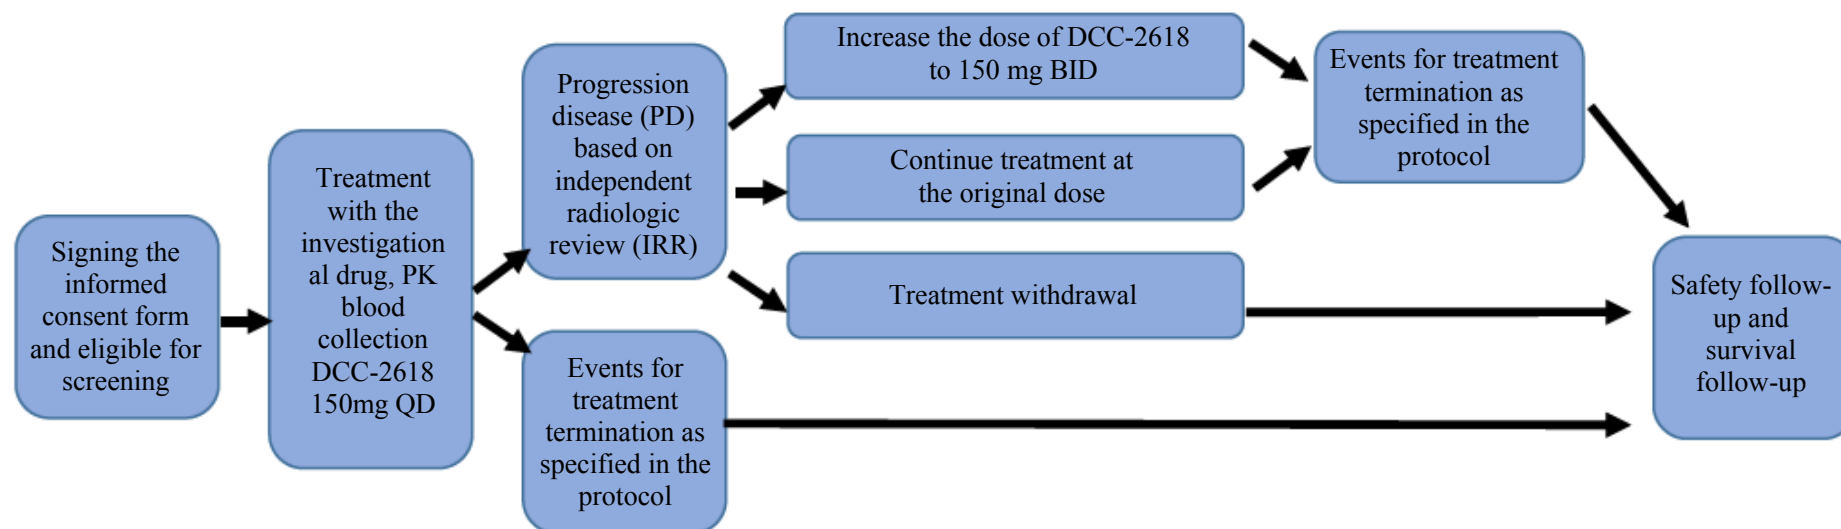 Signing the
informed
consent form
and eligible for
screening
Treatment
with the
investigation
al drug, PK
blood
collection
DCC-2618
150mg QD
Progression
disease (PD)
based on
independent
radiologic
review (IRR)
Events for
treatment
termination as
specified in the
protocol
Increase the dose of DCC-2618
to 150 mg BID
Continue treatment at
the original dose
Treatment withdrawal
Events for treatment
termination as
specified in the
protocol
Safety follow-
up and
survival
follow-up